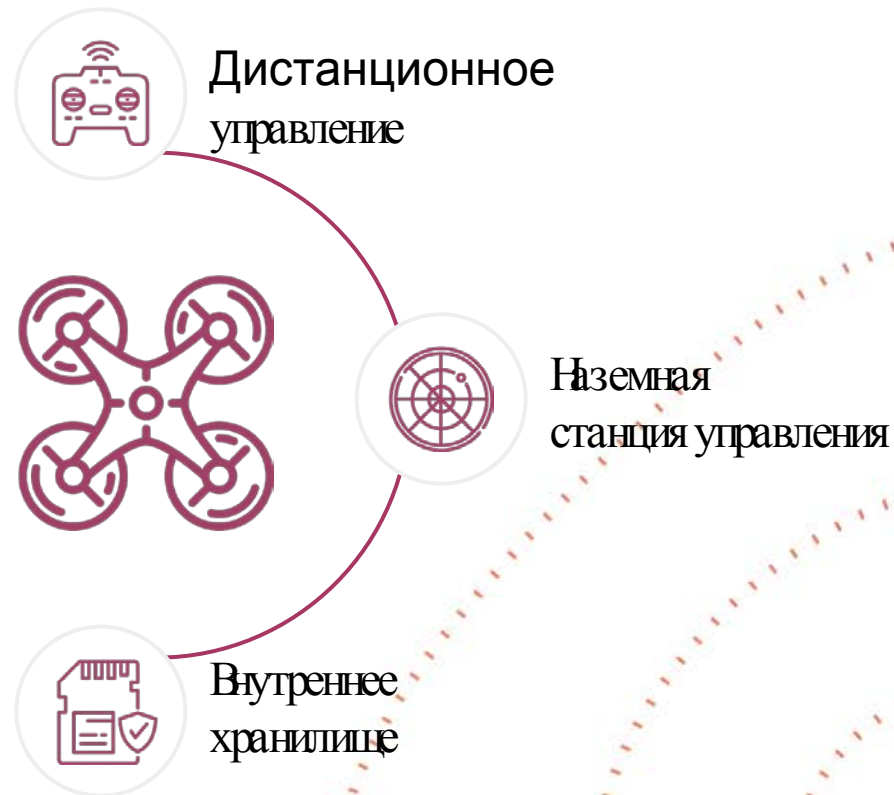 Дистанционное
управление
Наземная
станция управления
Внутреннее
хранилище